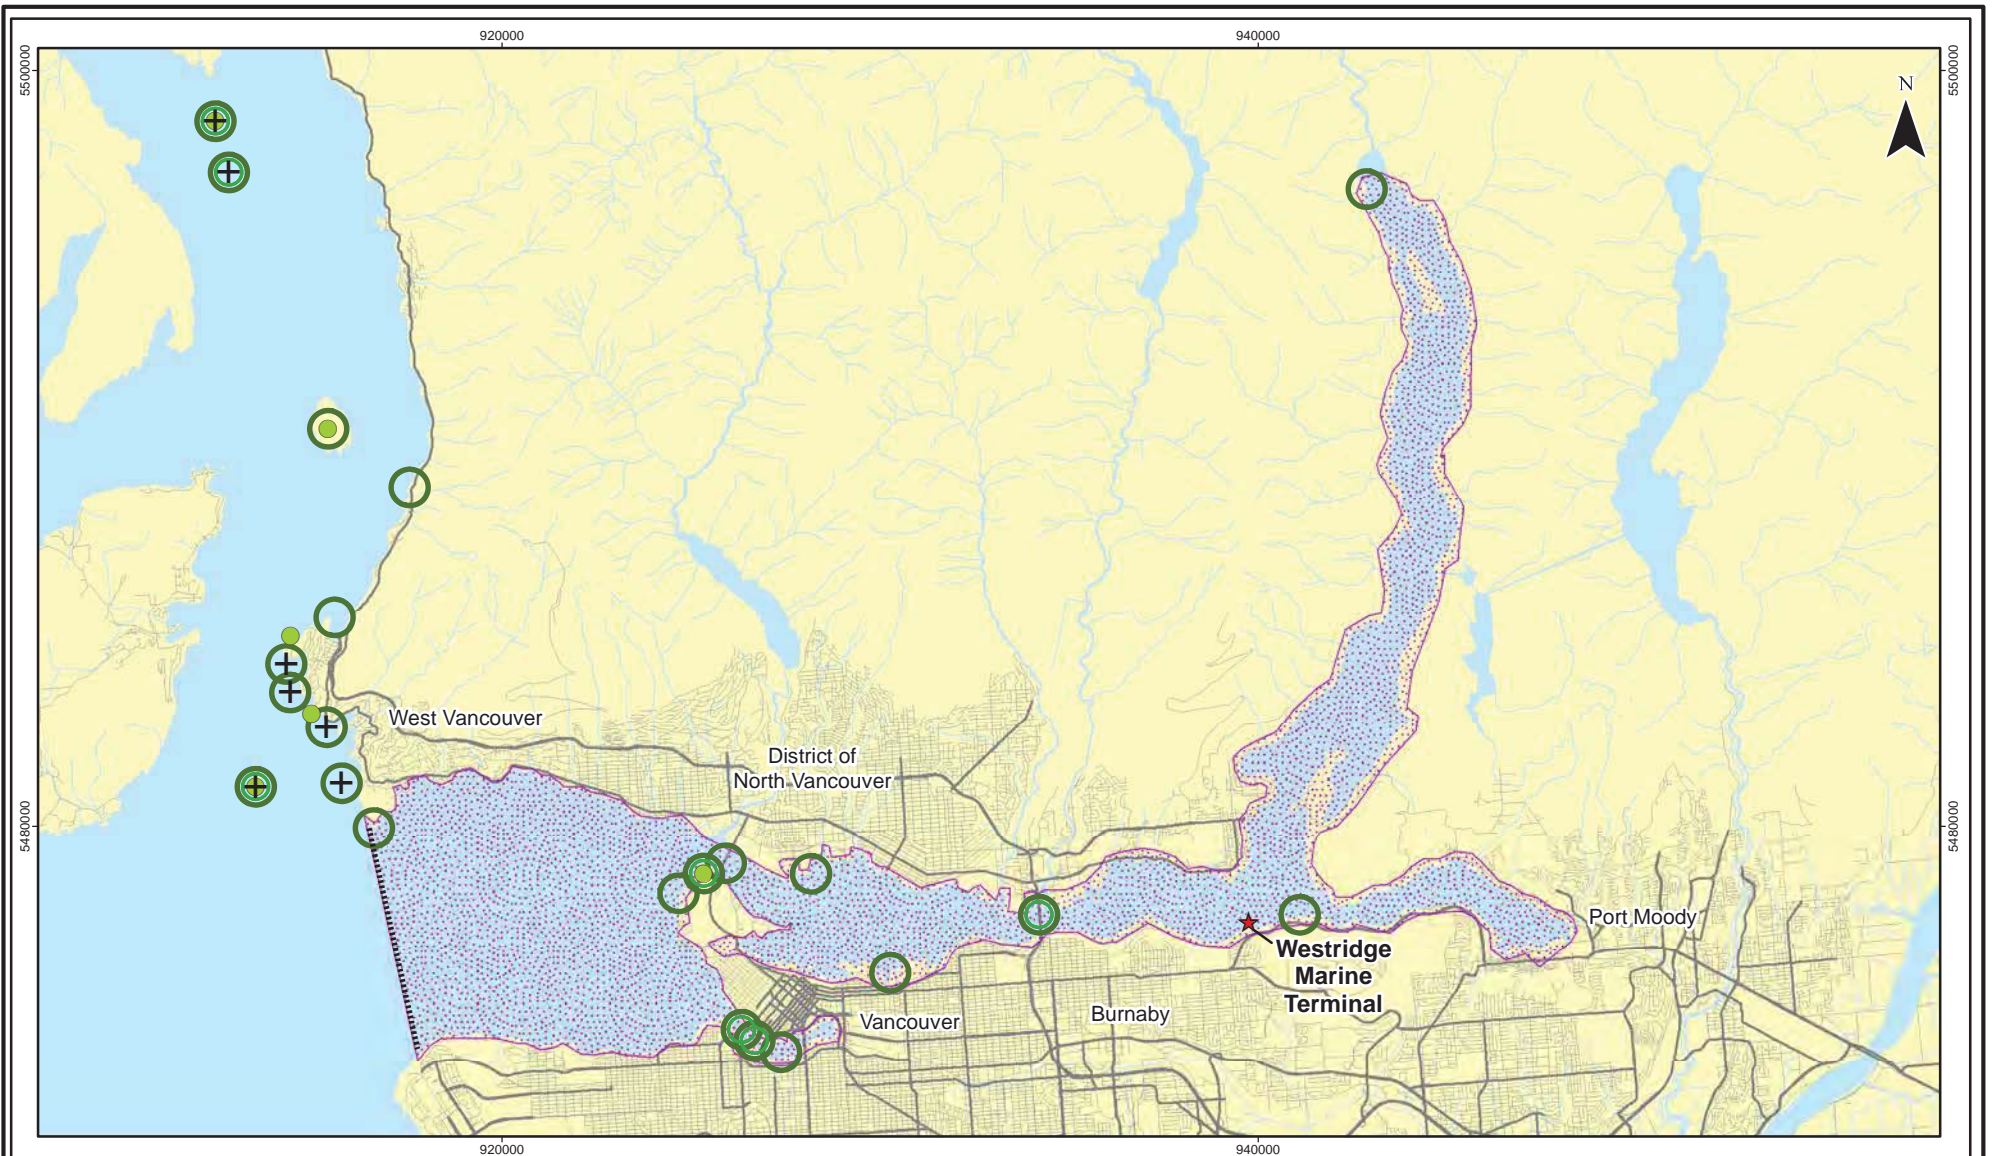 920000
940000
5500000
5500000
N
West Vancouver
District of
North Vancouver
5480000
5480000
Port Moody
Westridge
Marine
Terminal
Vancouver
Burnaby
920000
940000